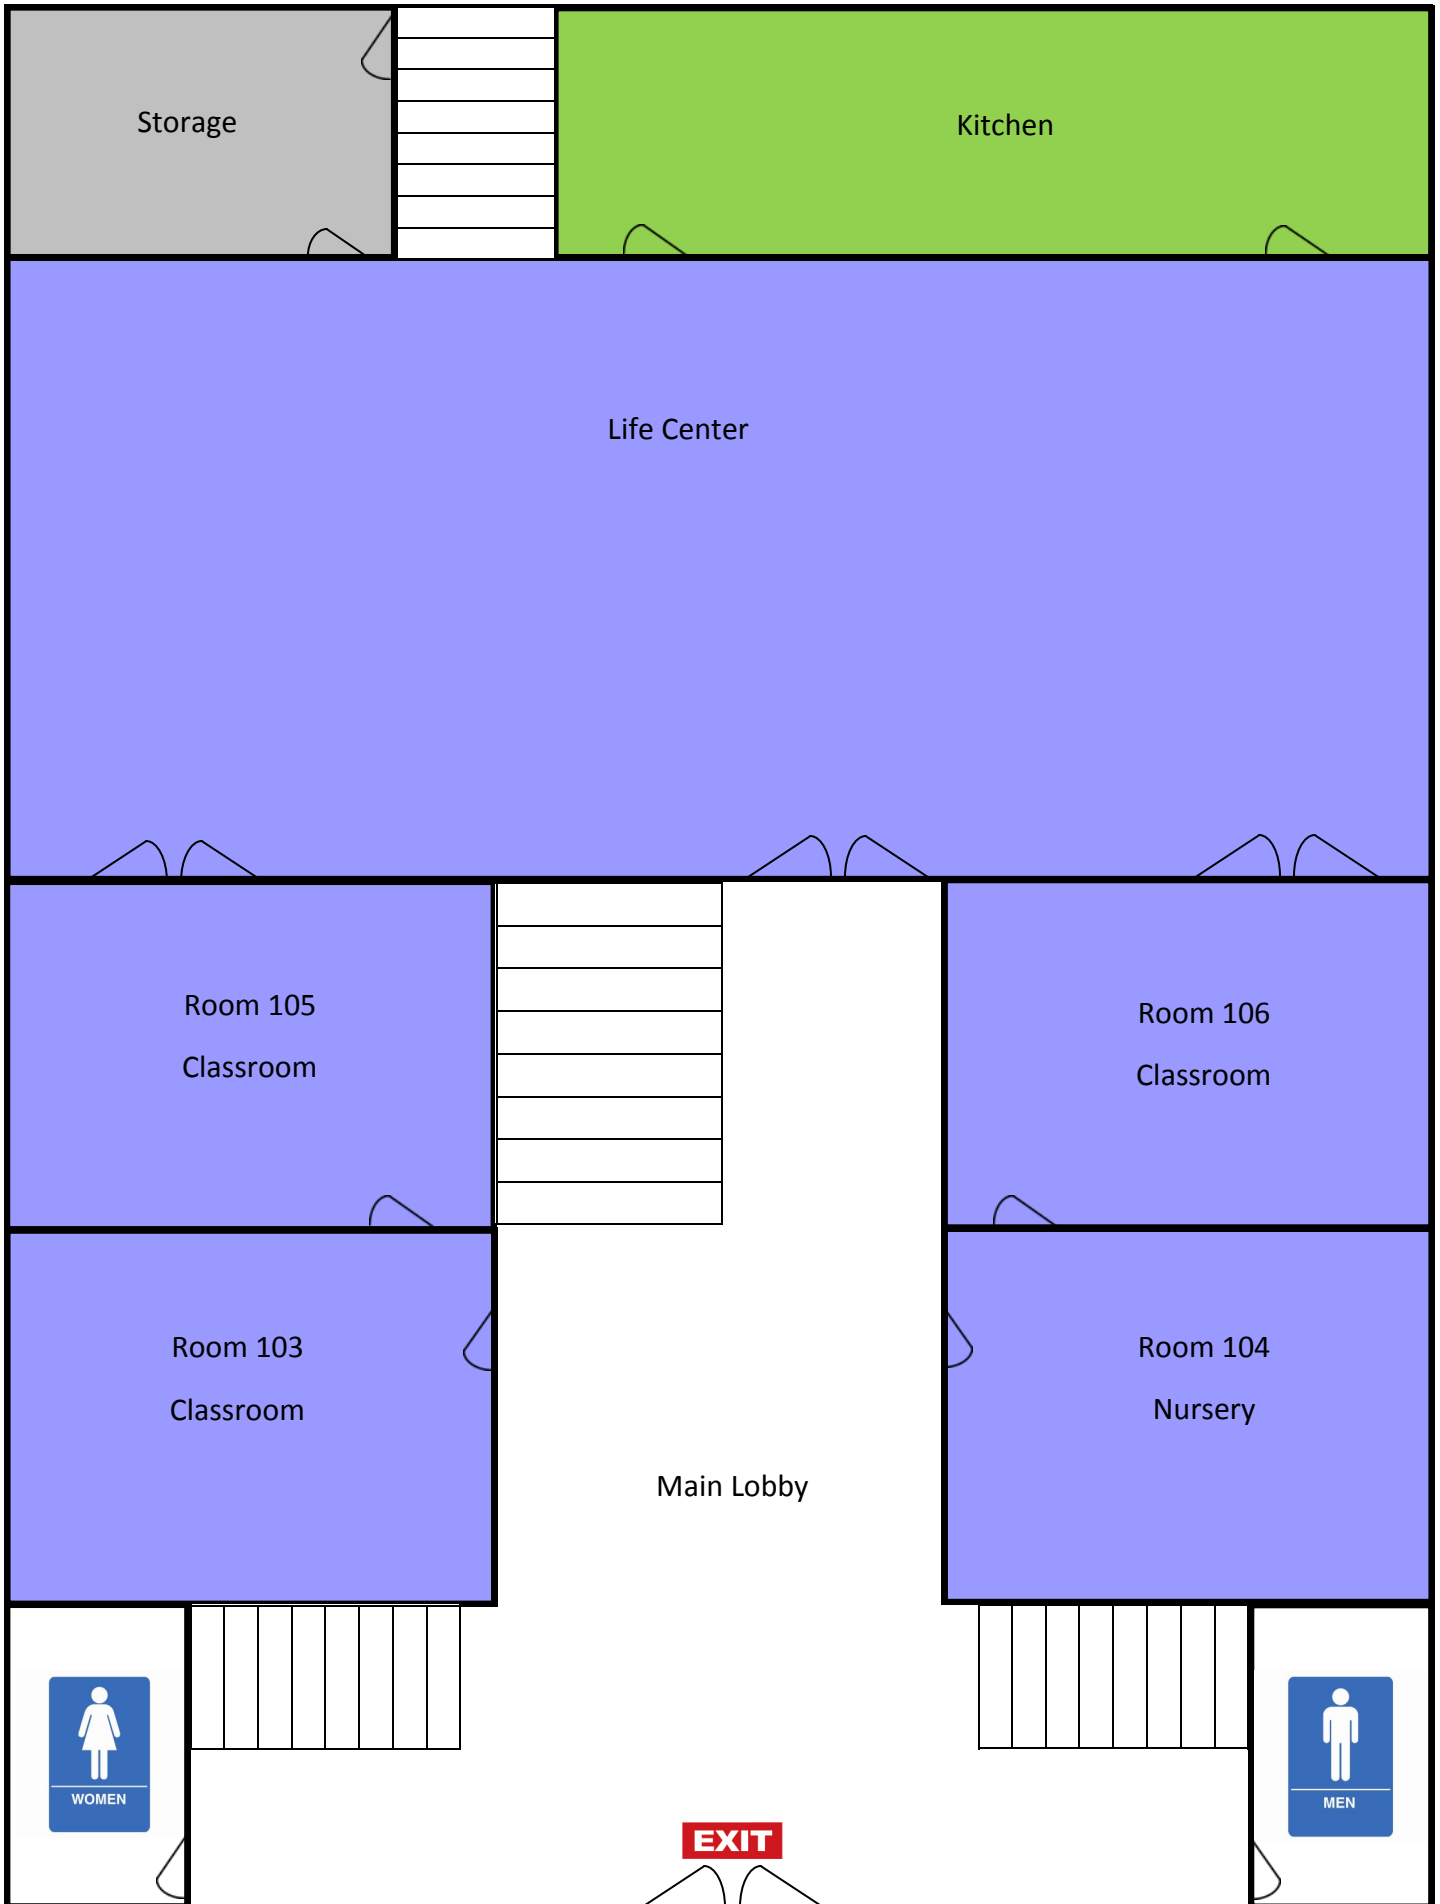 Storage
Kitchen
Life Center
Room 105
Classroom
Room 106
Classroom
Room 103
Classroom
Room 104
Nursery
Main Lobby
WOMEN
MEN
EXIT